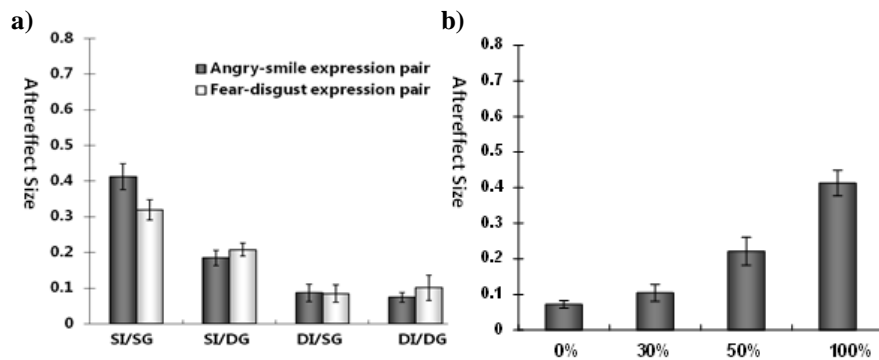 a)
Aftereffect Size
0.8
0.7
0.6
0.5
0.4
0.3
0.2
0.1
0
Angry-smile expression pair
Fear-disgust expression pair
SI/SG SI/DG DI/SG DI/DG
b)
Aftereffect Size
0.8
0.7
0.6
0.5
0.4
0.3
0.2
0.1
0
0% 30% 50% 100%